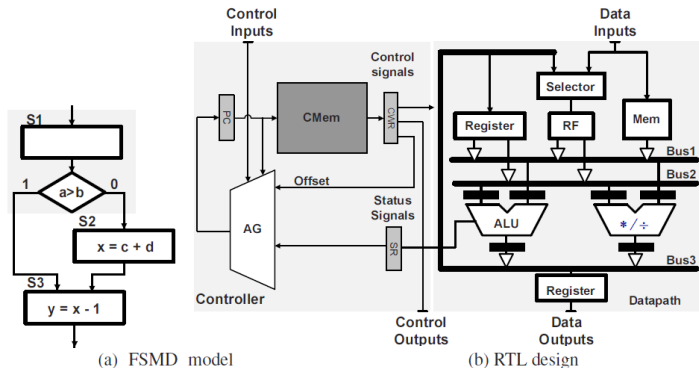 S1
a>b
1
0
S2
x = c + d
S3
y = x - 1
(a) FSMD model
Control
Inputs
PC
CMem
CWR
Control
signals
Offset
AG
Status
Signals
SR
Controller
Control
Outputs
Data
Inputs
Selector
Register
RF
Mem
Bus1
Bus2
ALU
*/÷
Bus3
Register
Datapath
Data
Outputs
(b) RTL design